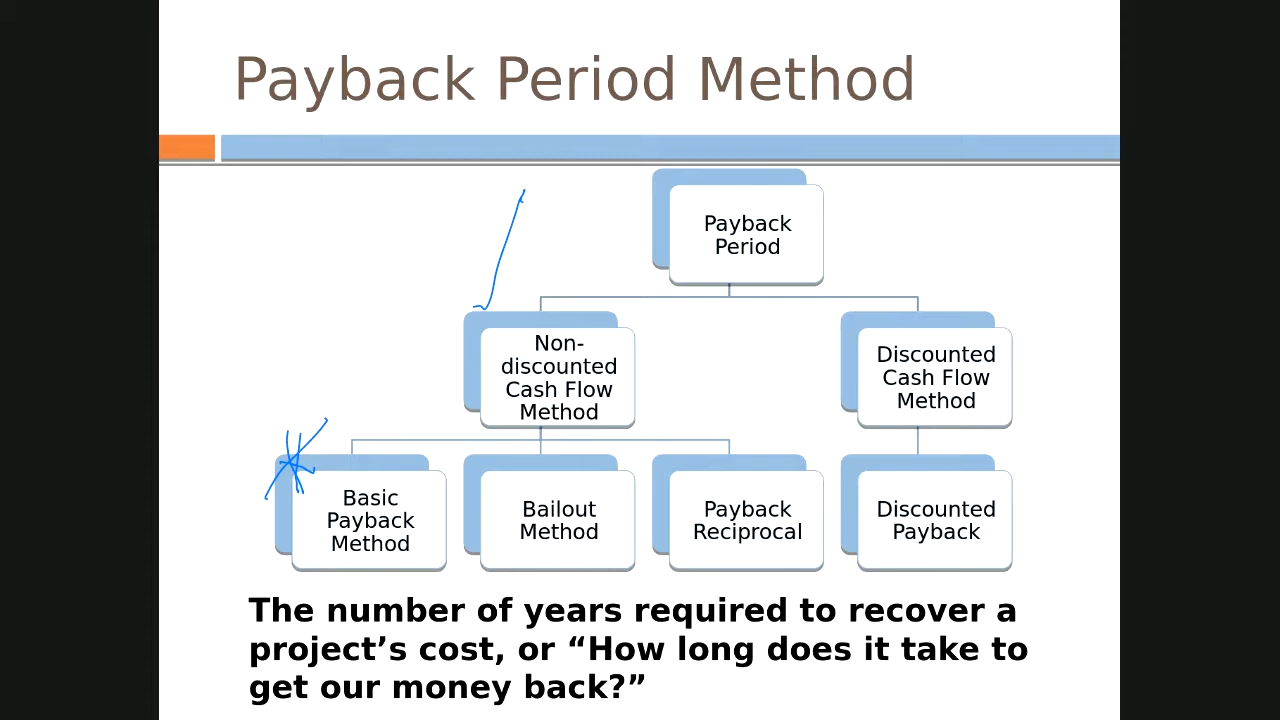 Payback Period Method
Payback
Period
Non-
discounted
Cash Flow
Method
Discounted
Cash Flow
Method
Basic
Payback
Method
Bailout
Method
Payback
Reciprocal
Discounted
Payback
The number of years required to recover a
project’s cost, or “How long does it take to
get our money back?”